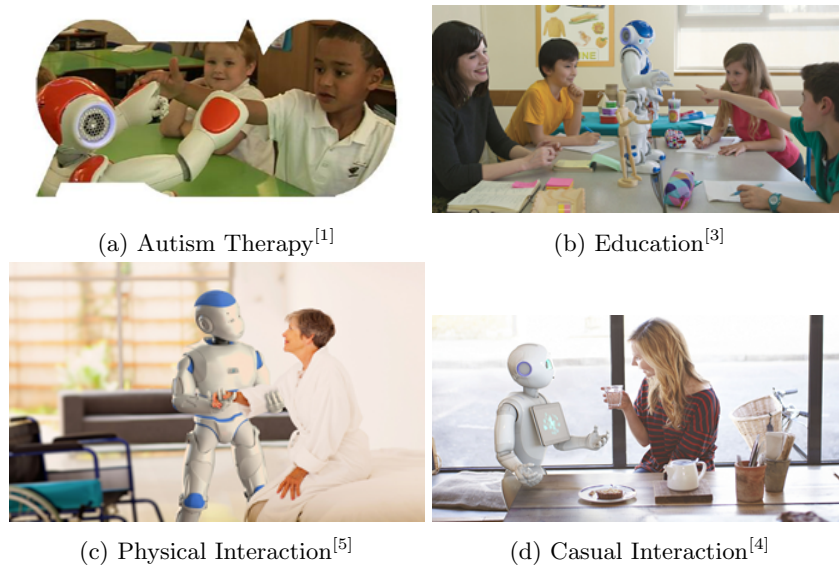 (a) Autism Therapy[1]
(b) Education[3]
(c) Physical Interaction[5]
(d) Casual Interaction[4]